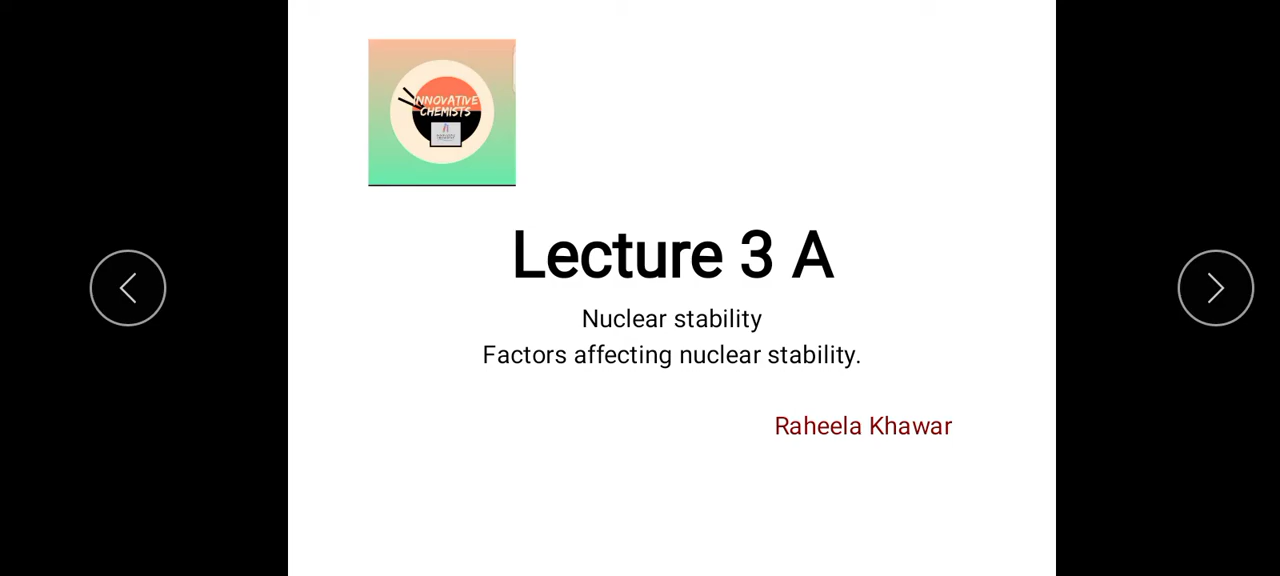 INNOVATIVE
CHEMISTS
Lecture 3 A
Nuclear stability
Factors affecting nuclear stability.
Raheela Khawar